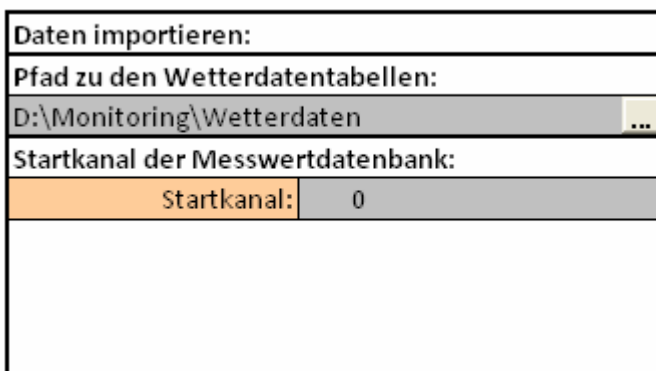 Daten importieren:
Pfad zu den Wetterdatentabellen:
D:\Monitoring\Wetterdaten ...
Startkanal der Messwertdatenbank:
Startkanal: 0